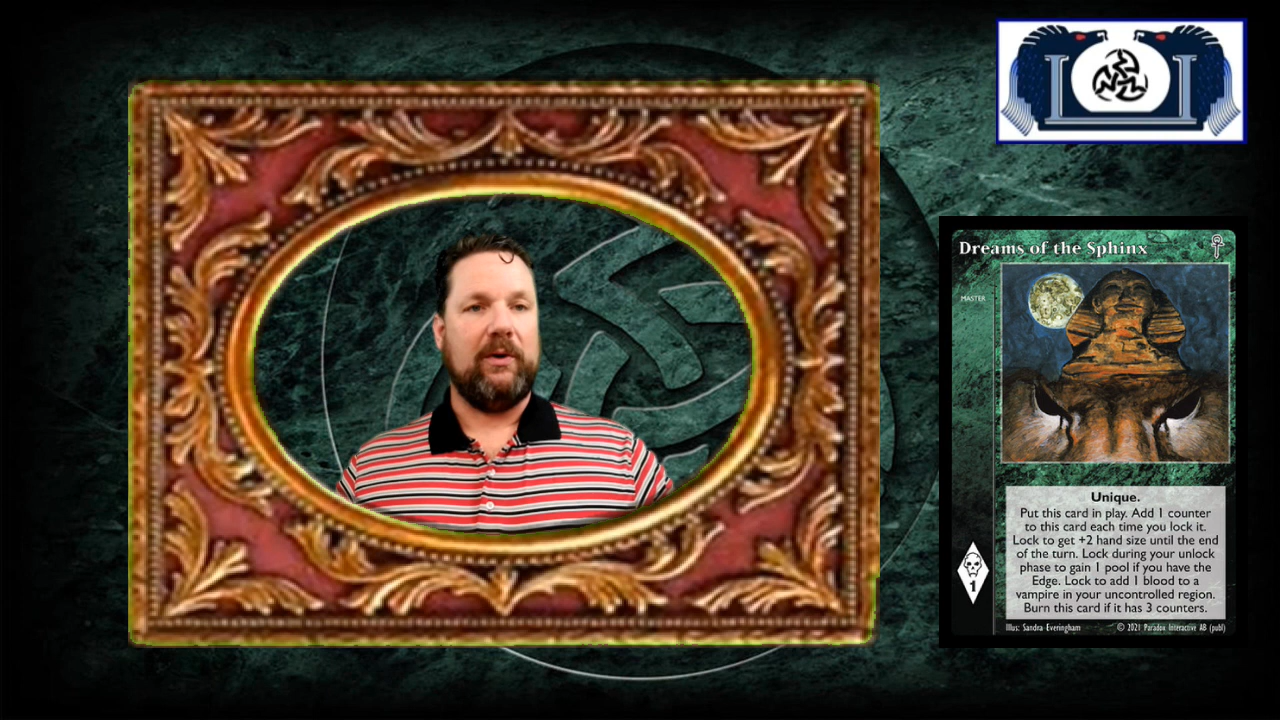 Dreams of the Sphinx
MASTER
Unique.
Put this card in play. Add 1 counter
to this card each time you lock it.
Lock to get +2 hand size until the end
of the turn. Lock during your unlock
phase to gain 1 pool if you have the
Edge. Lock to add 1 blood to a
vampire in your uncontrolled region.
Burn this card if it has 3 counters.
1
Illus: Sandra Everingham © 2021 Paradox Interactive AB (publ)